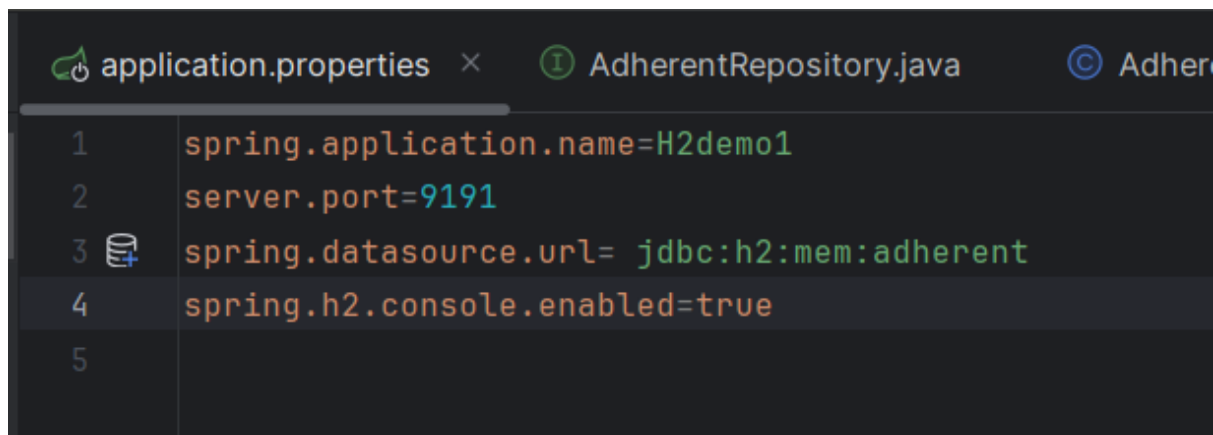 application.properties × AdherentRepository.java Adher
1 spring.application.name=H2demo1
2 server.port=9191
3 spring.datasource.url= jdbc:h2:mem:adherent
4 spring.h2.console.enabled=true
5